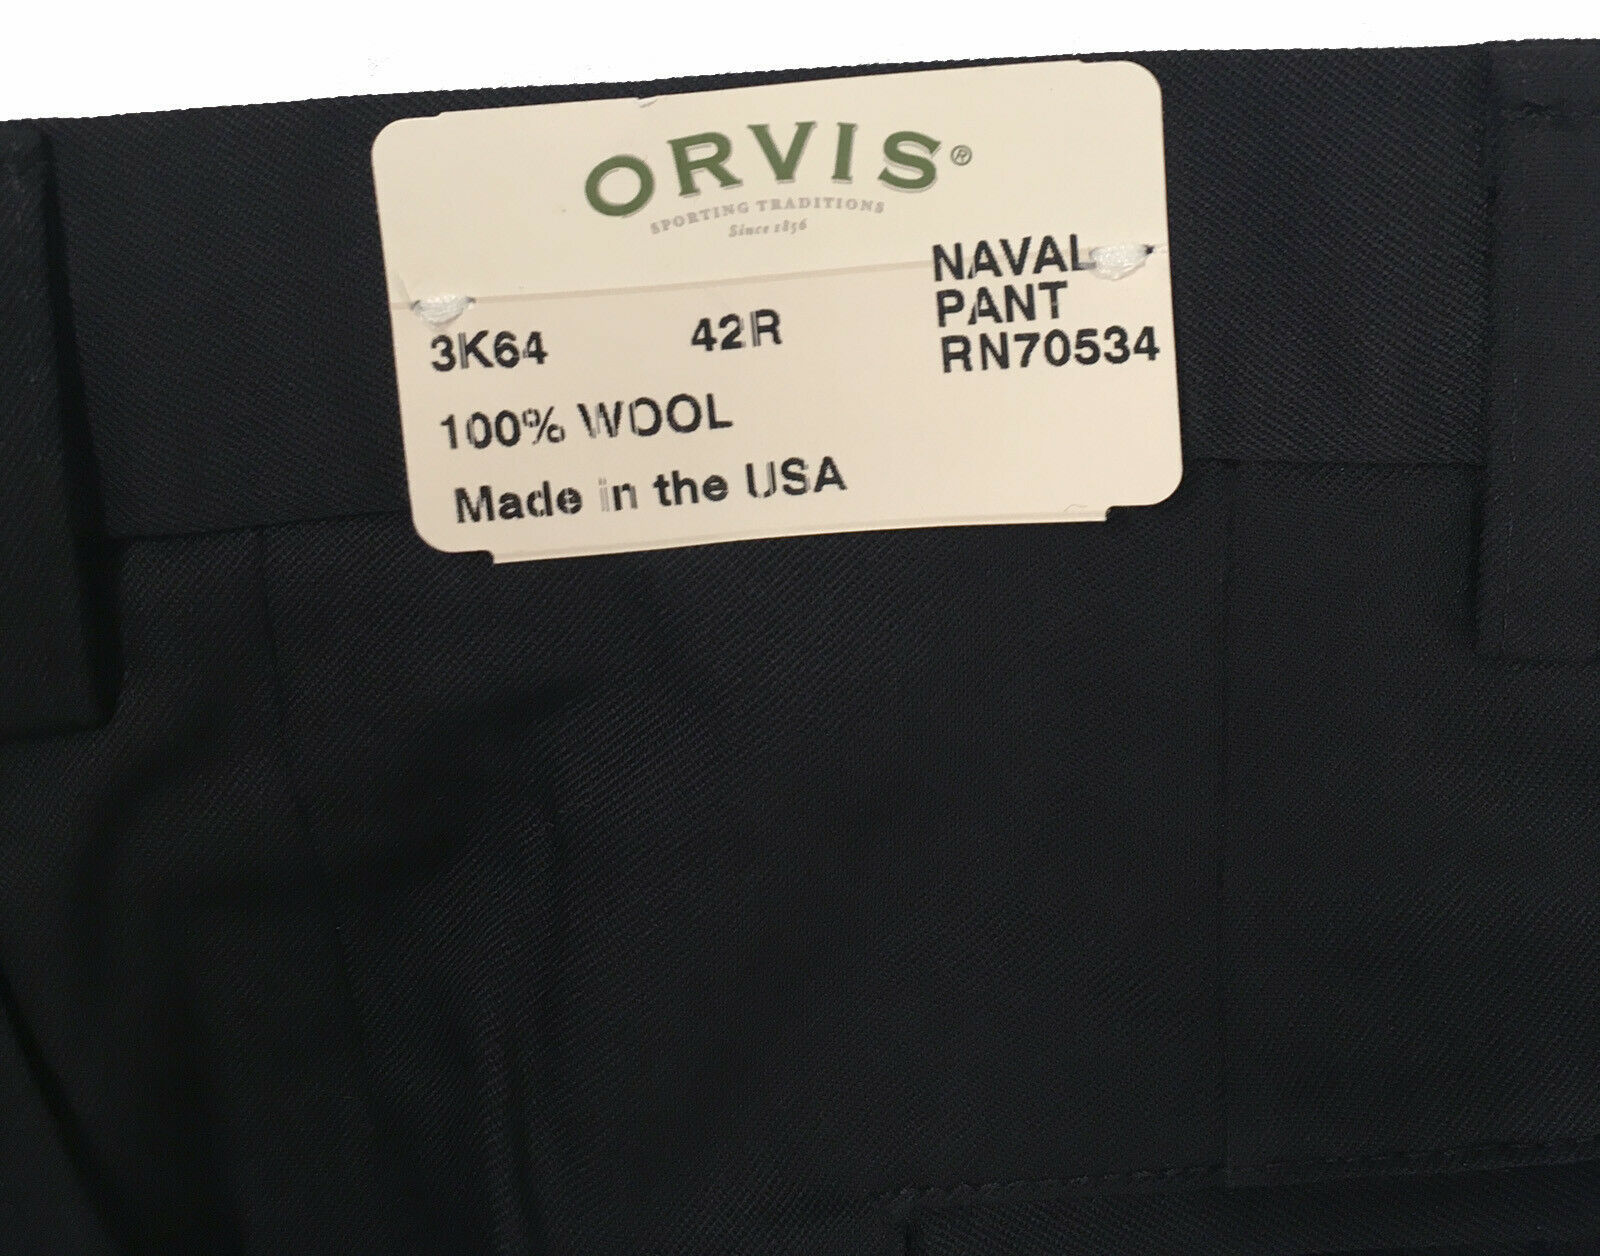 ORVIS®
SPORTING TRADITIONS
Since 1856
NAVAL
PANT
3K64 42R RN70534
100% WOOL
Made in the USA